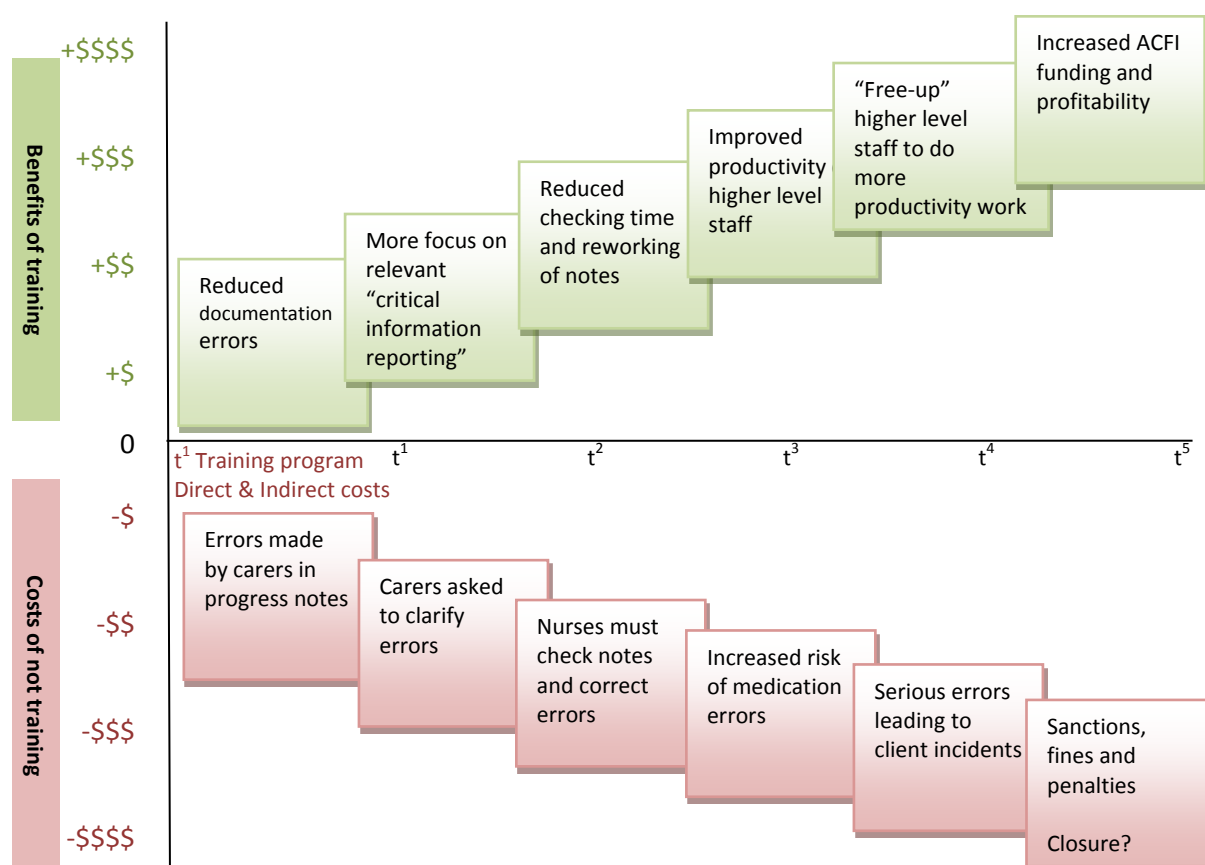 Benefits of training
+$$$$
+$$$
+$$
+$
0
Reduced
documentation
errors
More focus on
relevant
“critical
information
reporting”
Reduced
checking time
and reworking
of notes
Improved
productivity
higher level
staff
“Free-up”
higher level
staff to do
more
productivity work
Increased ACFI
funding and
profitability
t¹ Training program
Direct & Indirect costs
t¹
t²
t³
t⁴
t⁵
Costs of not training
-$
-$$
-$$$
-$$$$
Errors made
by carers in
progress notes
Carers asked
to clarify
errors
Nurses must
check notes
and correct
errors
Increased risk
of medication
errors
Serious errors
leading to
client incidents
Sanctions,
fines and
penalties
Closure?